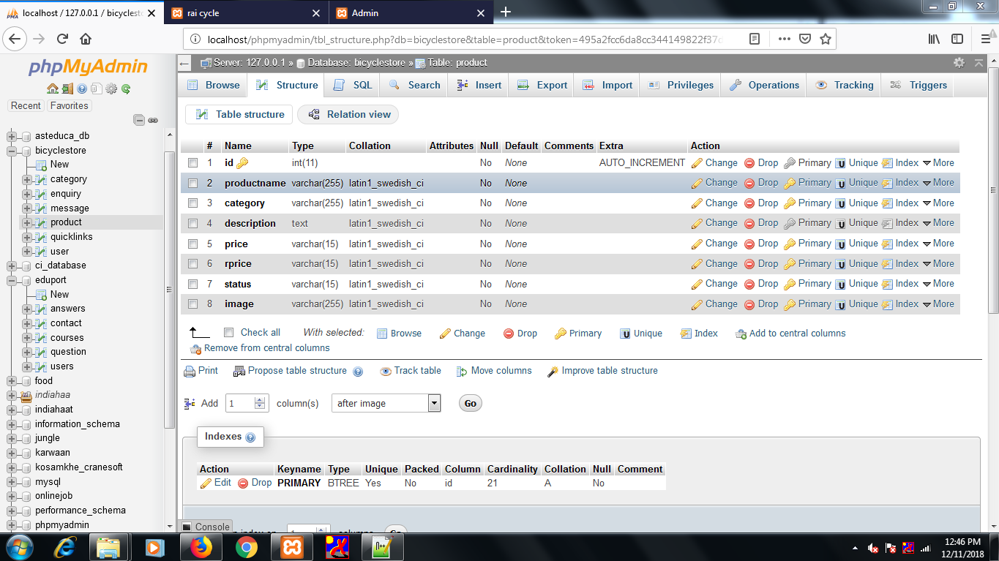 localhost / 127.0.0.1 / bicyclest
rai cycle
Admin
localhost/phpmyadmin/tbl_structure.php?db=bicyclestore&table=product&token=495a2fcc6da8cc344149822f37c
phpMyAdmin
Recent Favorites
asteduca_db
bicyclestore
New
category
enquiry
message
product
quicklinks
user
ci_database
eduport
New
answers
contact
courses
question
users
food
indiahaa
indiahaat
information_schema
jungle
karwaan
kosamkhe_cranesoft
mysql
onlinejob
performance_schema
phpmyadmin
Server: 127.0.0.1 » Database: bicyclestore » Table: product
Browse Structure SQL Search Insert Export Import Privileges Operations Tracking Triggers
Table structure Relation view
# Name Type Collation Attributes Null Default Comments Extra Action
1 id int(11) No None AUTO_INCREMENT Change Drop Primary Unique Index More
2 productname varchar(255) latin1_swedish_ci No None Change Drop Primary Unique Index More
3 category varchar(255) latin1_swedish_ci No None Change Drop Primary Unique Index More
4 description text latin1_swedish_ci No None Change Drop Primary Unique Index More
5 price varchar(15) latin1_swedish_ci No None Change Drop Primary Unique Index More
6 rprice varchar(15) latin1_swedish_ci No None Change Drop Primary Unique Index More
7 status varchar(15) latin1_swedish_ci No None Change Drop Primary Unique Index More
8 image varchar(255) latin1_swedish_ci No None Change Drop Primary Unique Index More
Check all With selected: Browse Change Drop Primary Unique Index Add to central columns
Remove from central columns
Print Propose table structure Track table Move columns Improve table structure
Add 1 column(s) after image Go
Indexes
Action Keyname Type Unique Packed Column Cardinality Collation Null Comment
Edit Drop PRIMARY BTREE Yes No id 21 A No
Console
12:46 PM
12/11/2018